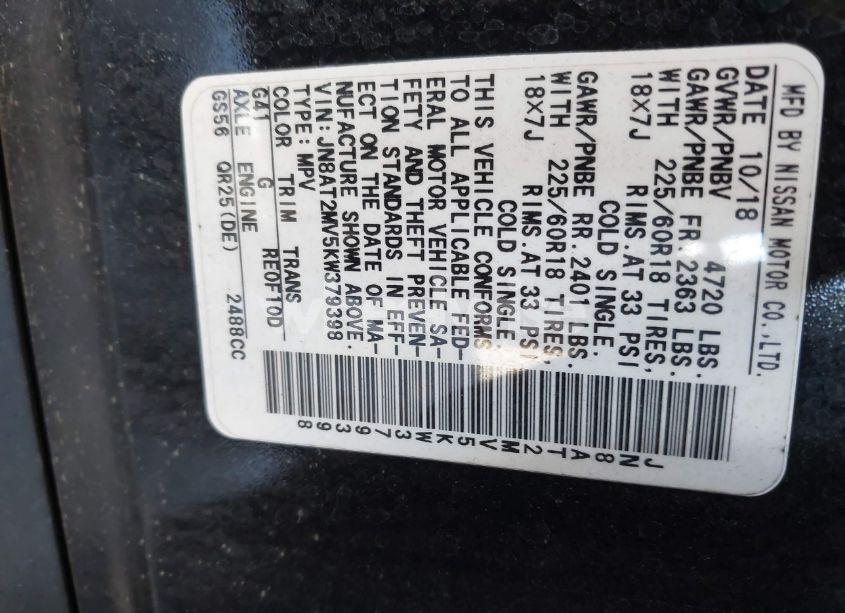 MFD BY NISSAN MOTOR CO.,LTD.
DATE 10/18
GVWR/PNBV 4720 LBS.
GAWR/PNBE FR. 2363 LBS.
WITH 225/60R18 TIRES,
18X7J RIMS.AT 33 PSI
COLD SINGLE.
GAWR/PNBE RR. 2401 LBS.
WITH 225/60R18 TIRES,
18X7J RIMS.AT 33 PSI
COLD SINGLE.
THIS VEHICLE CONFORMS
TO ALL APPLICABLE FED-
ERAL MOTOR VEHICLE SA-
FETY AND THEFT PREVEN-
TION STANDARDS IN EFF-
ECT ON THE DATE OF MA-
NUFACTURE SHOWN ABOVE.
VIN:JN8AT2MV5KW379398
TYPE:MPV
COLOR TRIM TRANS
G41 G RE0F10D
AXLE ENGINE
GS56 QR25(DE) 2488CC
JN8AT2MV5KW379398